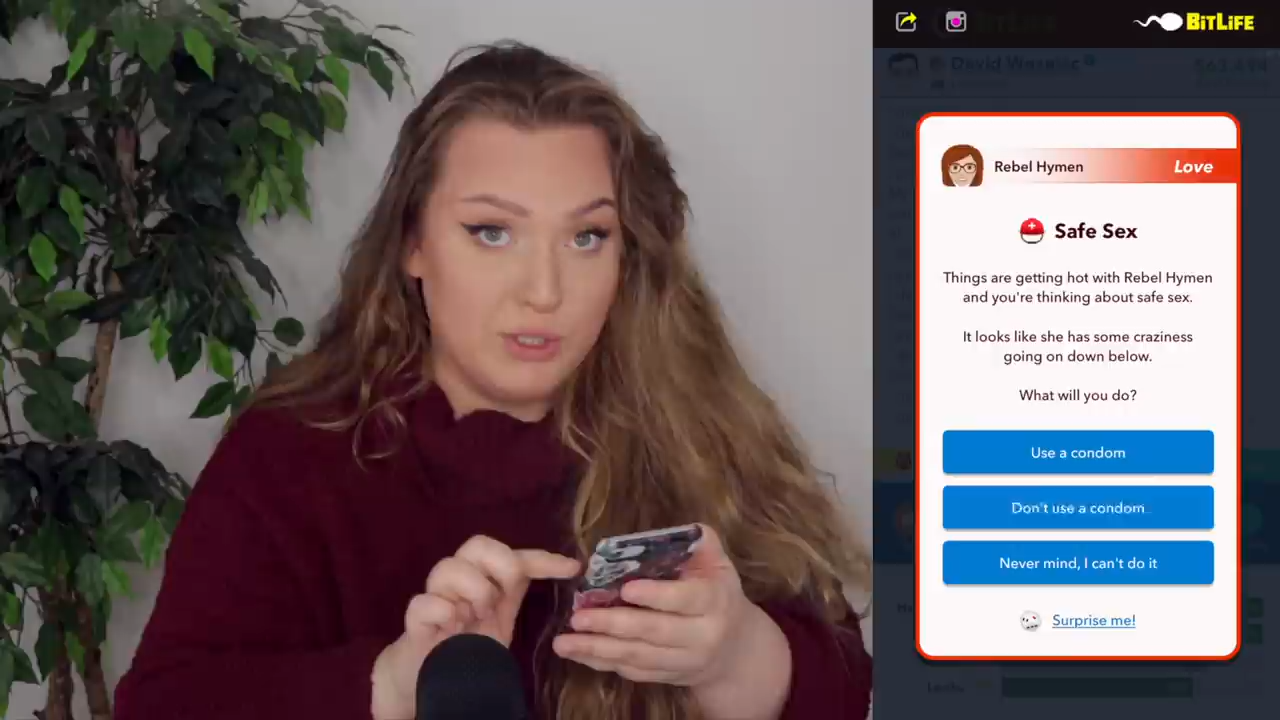 BITLIFE
Rebel Hymen
Love
Safe Sex
Things are getting hot with Rebel Hymen
and you're thinking about safe sex.
It looks like she has some craziness
going on down below.
What will you do?
Use a condom
Don't use a condom
Never mind, I can't do it
Surprise me!